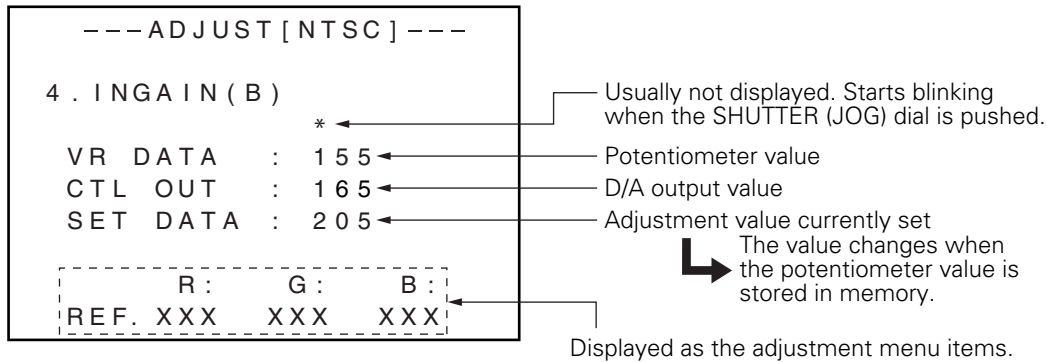 ---ADJUST[NTSC]---
4.INGAIN(B)
*
Usually not displayed. Starts blinking
when the SHUTTER (JOG) dial is pushed.
VR DATA : 155
Potentiometer value
CTL OUT : 165
D/A output value
SET DATA : 205
Adjustment value currently set
The value changes when
the potentiometer value is
stored in memory.
R: G: B:
REF. XXX XXX XXX
Displayed as the adjustment menu items.